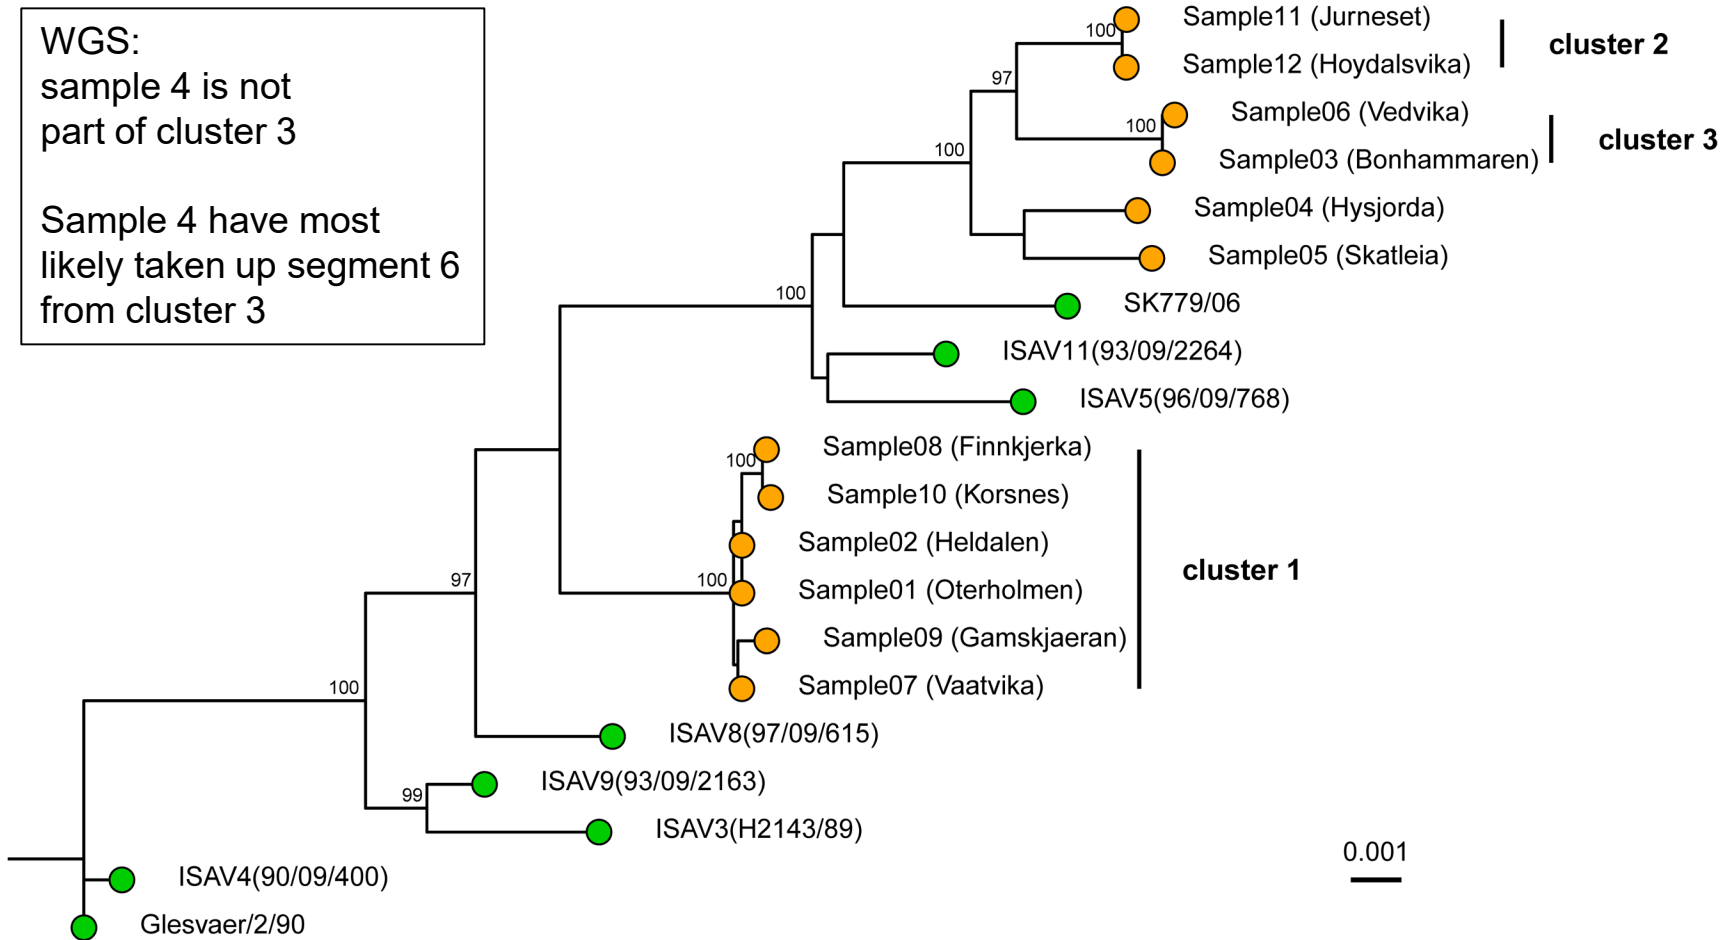 WGS:
sample 4 is not
part of cluster 3
Sample 4 have most
likely taken up segment 6
from cluster 3
100
Sample11 (Jurneset)
Sample12 (Hoydalsvika)
cluster 2
97
100
Sample06 (Vedvika)
Sample03 (Bonhammaren)
cluster 3
100
Sample04 (Hysjorda)
Sample05 (Skatleia)
100
SK779/06
ISAV11(93/09/2264)
ISAV5(96/09/768)
100
Sample08 (Finnkjerka)
Sample10 (Korsnes)
Sample02 (Heldalen)
100
Sample01 (Oterholmen)
Sample09 (Gamskjaeran)
Sample07 (Vaatvika)
cluster 1
97
100
ISAV8(97/09/615)
99
ISAV9(93/09/2163)
ISAV3(H2143/89)
ISAV4(90/09/400)
Glesvaer/2/90
0.001